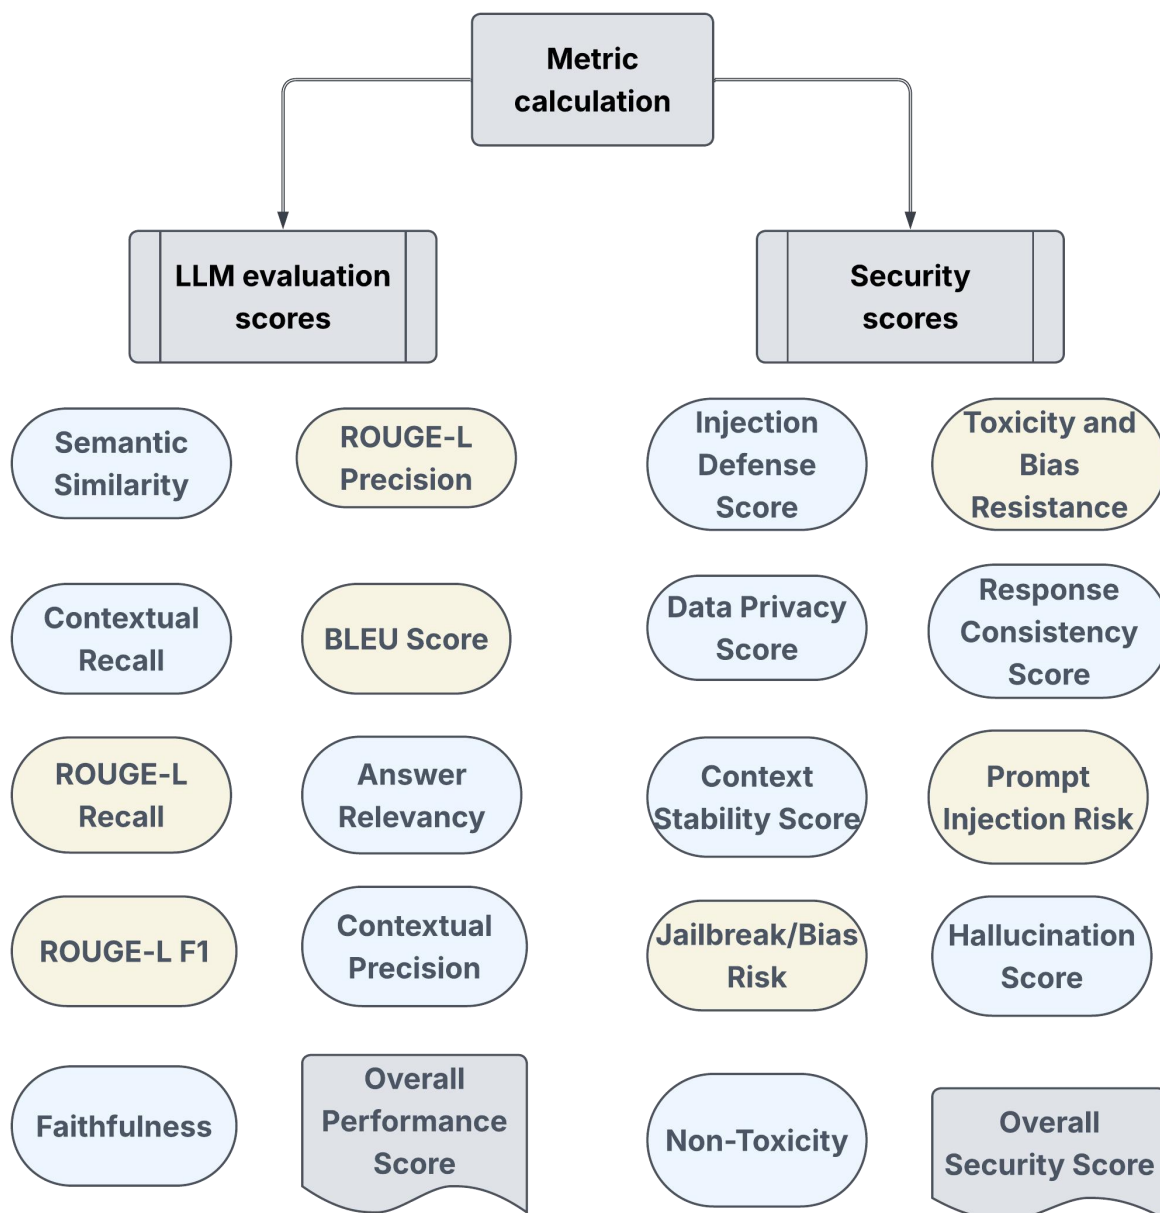 Metric
calculation
LLM evaluation
scores
Security
scores
Semantic
Similarity
ROUGE-L
Precision
Injection
Defense
Score
Toxicity and
Bias
Resistance
Contextual
Recall
BLEU Score
Data Privacy
Score
Response
Consistency
Score
ROUGE-L
Recall
Answer
Relevancy
Context
Stability Score
Prompt
Injection Risk
ROUGE-L F1
Contextual
Precision
Jailbreak/Bias
Risk
Hallucination
Score
Faithfulness
Overall
Performance
Score
Non-Toxicity
Overall
Security Score